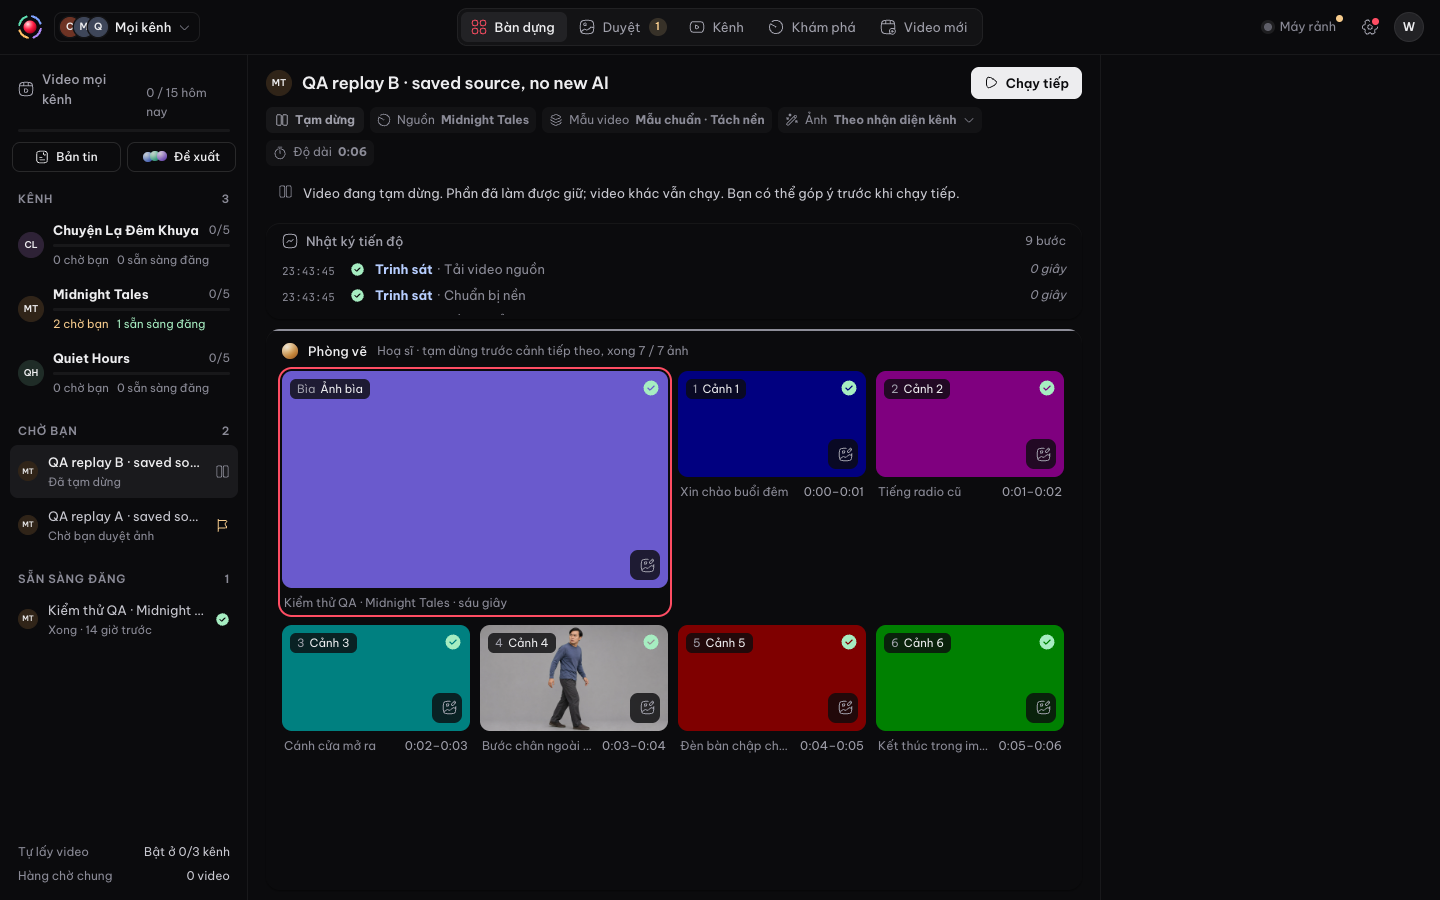 C M Q Mọi kênh
Bàn dựng
Duyệt 1
Kênh
Khám phá
Video mới
Máy rảnh
W
Video mọi kênh
0 / 15 hôm nay
Bản tin
Đề xuất
KÊNH 3
CL Chuyện Lạ Đêm Khuya 0/5
0 chờ bạn 0 sẵn sàng đăng
MT Midnight Tales 0/5
2 chờ bạn 1 sẵn sàng đăng
QH Quiet Hours 0/5
0 chờ bạn 0 sẵn sàng đăng
CHỜ BẠN 2
MT QA replay B · saved so...
Đã tạm dừng
MT QA replay A · saved so...
Chờ bạn duyệt ảnh
SẴN SÀNG ĐĂNG 1
MT Kiểm thử QA · Midnight ...
Xong · 14 giờ trước
Tự lấy video Bật ở 0/3 kênh
Hàng chờ chung 0 video
MT QA replay B · saved source, no new AI
Chạy tiếp
Tạm dừng
Nguồn Midnight Tales
Mẫu video Mẫu chuẩn · Tách nền
Ảnh Theo nhận diện kênh
Độ dài 0:06
Video đang tạm dừng. Phần đã làm được giữ; video khác vẫn chạy. Bạn có thể góp ý trước khi chạy tiếp.
Nhật ký tiến độ 9 bước
23:43:45 Trinh sát · Tải video nguồn 0 giây
23:43:45 Trinh sát · Chuẩn bị nền 0 giây
Phòng vẽ Hoạ sĩ · tạm dừng trước cảnh tiếp theo, xong 7 / 7 ảnh
Bìa Ảnh bìa
1 Cảnh 1
2 Cảnh 2
Xin chào buổi đêm 0:00–0:01
Tiếng radio cũ 0:01–0:02
Kiểm thử QA · Midnight Tales · sáu giây
3 Cảnh 3
4 Cảnh 4
5 Cảnh 5
6 Cảnh 6
Cánh cửa mở ra 0:02–0:03
Bước chân ngoài ... 0:03–0:04
Đèn bàn chập ch... 0:04–0:05
Kết thúc trong im... 0:05–0:06